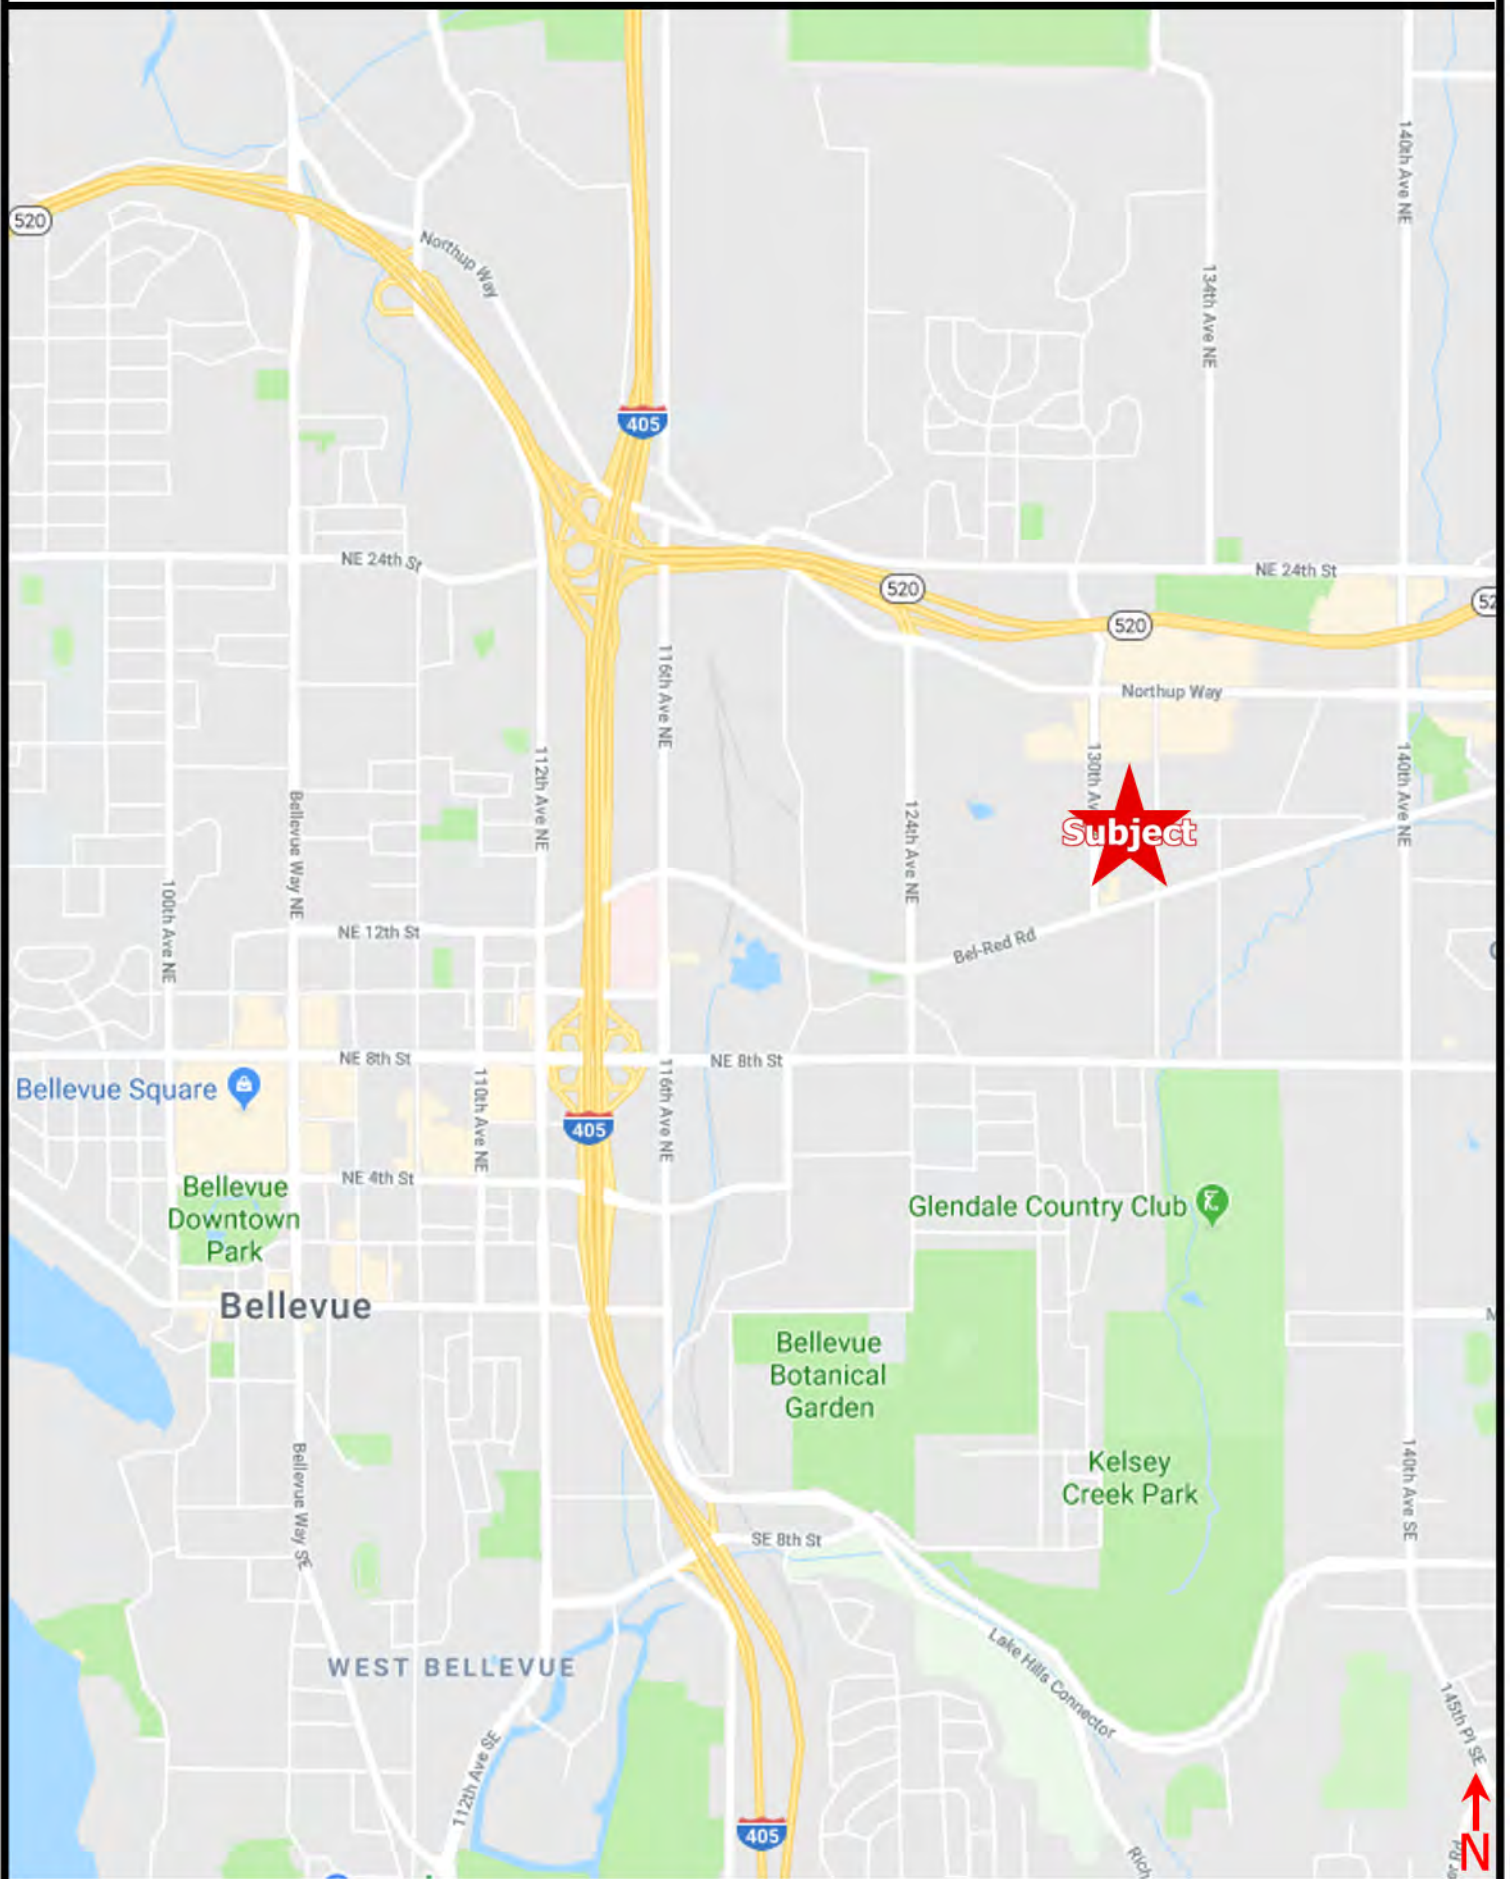 140th Ave NE
520
Northup Way
134th Ave NE
405
NE 24th St
520
NE 24th St
520
116th Ave NE
Northup Way
112th Ave NE
130th Av
140th Ave NE
Bellevue Way NE
124th Ave NE
Subject
100th Ave NE
NE 12th St
Bel-Red Rd
NE 8th St
NE 8th St
Bellevue Square
110th Ave NE
116th Ave NE
405
NE 4th St
Bellevue
Downtown
Park
Glendale Country Club
Bellevue
Bellevue
Botanical
Garden
Bellevue Way SE
Kelsey
Creek Park
140th Ave SE
SE 8th St
Lake Hills Connector
WEST BELLEVUE
145th Pl SE
112th Ave SE
405
Rich
N